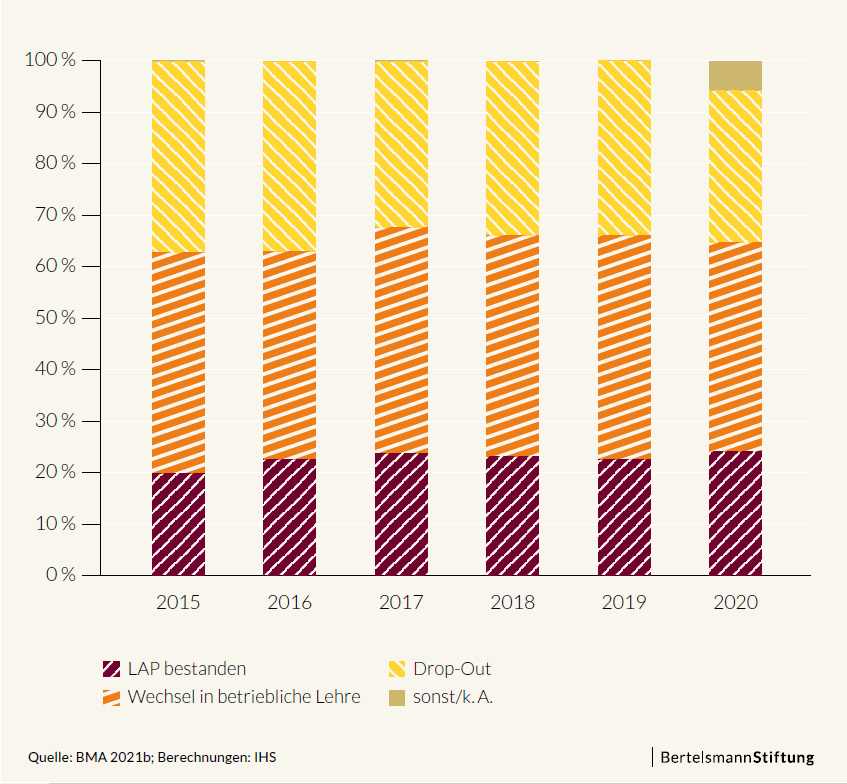 100 %
90 %
80 %
70 %
60 %
50 %
40 %
30 %
20 %
10 %
0 %
2015 2016 2017 2018 2019 2020
LAP bestanden Drop-Out
Wechsel in betriebliche Lehre sonst/k. A.
Quelle: BMA 2021b; Berechnungen: IHS BertelsmannStiftung